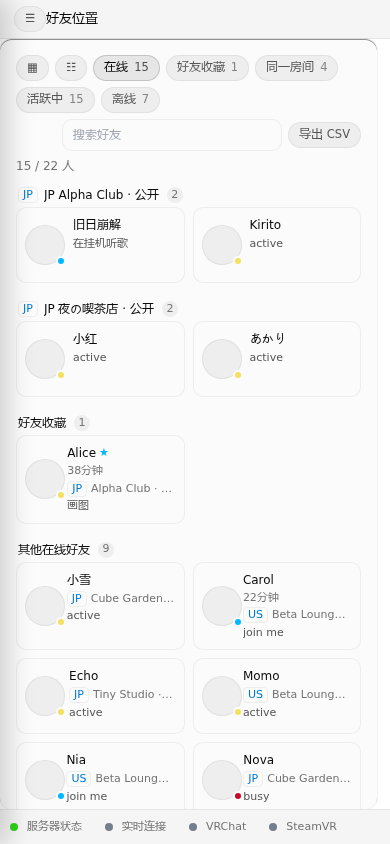 好友位置
在线 15
好友收藏 1
同一房间 4
活跃中 15
离线 7
搜索好友
导出 CSV
15 / 22 人
JP JP Alpha Club · 公开 2
旧日崩解
在挂机听歌
Kirito
active
JP JP 夜の喫茶店 · 公开 2
小红
active
あかり
active
好友收藏 1
Alice ★
38分钟
JP Alpha Club · ...
画图
其他在线好友 9
小雪
JP Cube Garden...
active
Carol
22分钟
US Beta Loung...
join me
Echo
JP Tiny Studio ·...
active
Momo
US Beta Loung...
active
Nia
US Beta Loung...
join me
Nova
JP Cube Garden...
busy
服务器状态
实时连接
VRChat
SteamVR